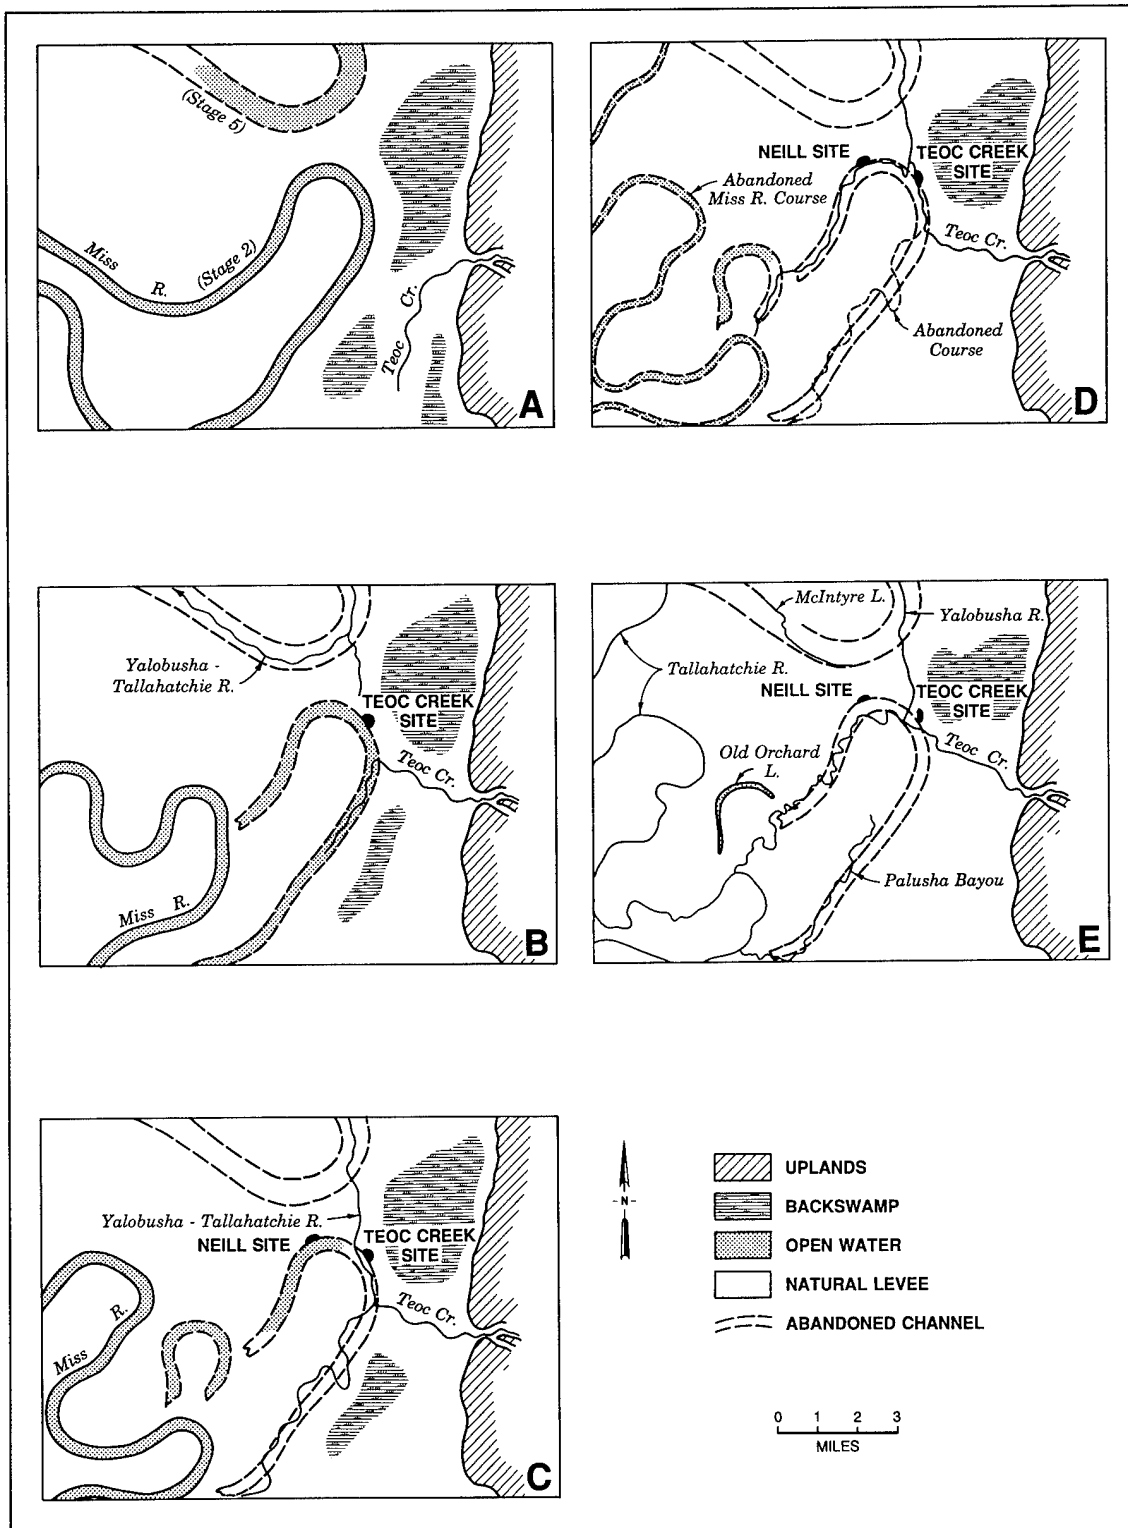 (Stage 5)
Miss
R.
(Stage 2)
Teoc Cr.
A
NEILL SITE
TEOC CREEK
SITE
Abandoned
Miss R. Course
Teoc Cr.
Abandoned
Course
D
Yalobusha -
Tallahatchie R.
TEOC CREEK
SITE
Teoc Cr.
Miss R.
B
McIntyre L.
Yalobusha R.
Tallahatchie R.
NEILL SITE
TEOC CREEK
SITE
Teoc Cr.
Old Orchard
L.
Palusha Bayou
E
Yalobusha - Tallahatchie R.
NEILL SITE
TEOC CREEK
SITE
Teoc Cr.
Miss R.
C
-N-
UPLANDS
BACKSWAMP
OPEN WATER
NATURAL LEVEE
ABANDONED CHANNEL
0 1 2 3
MILES